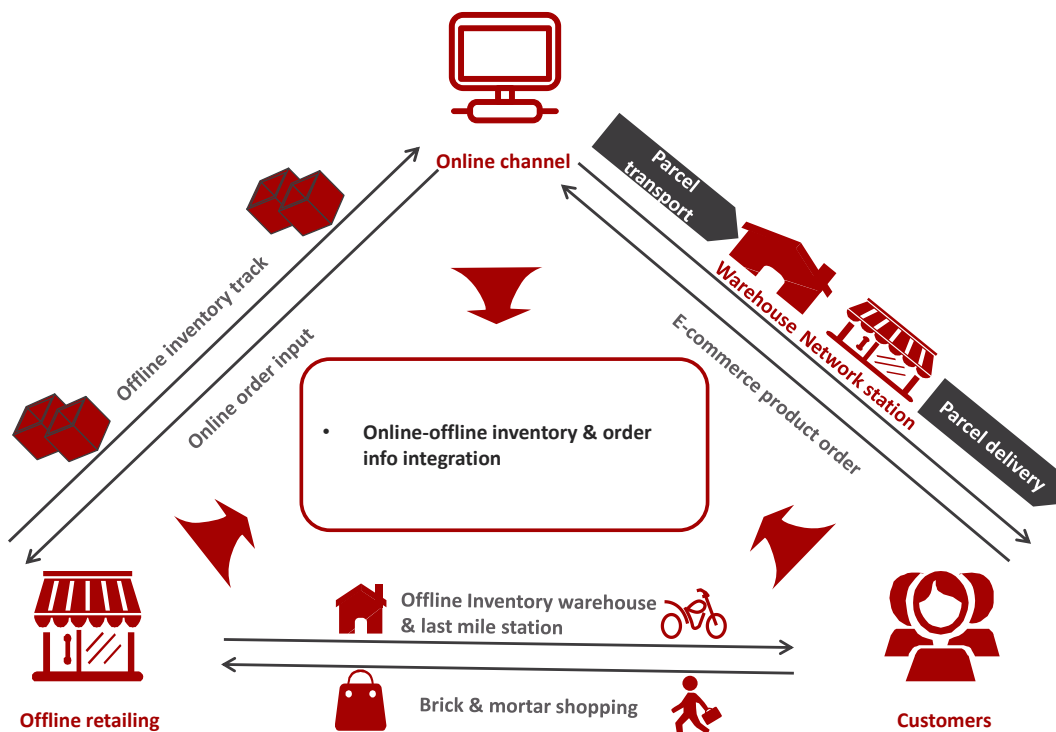 Online channel
Parcel
transport
Offline inventory track
Online order input
Warehouse
Network station
E-commerce product order
Parcel delivery
• Online-offline inventory & order
info integration
Offline Inventory warehouse
& last mile station
Brick & mortar shopping
Offline retailing
Customers